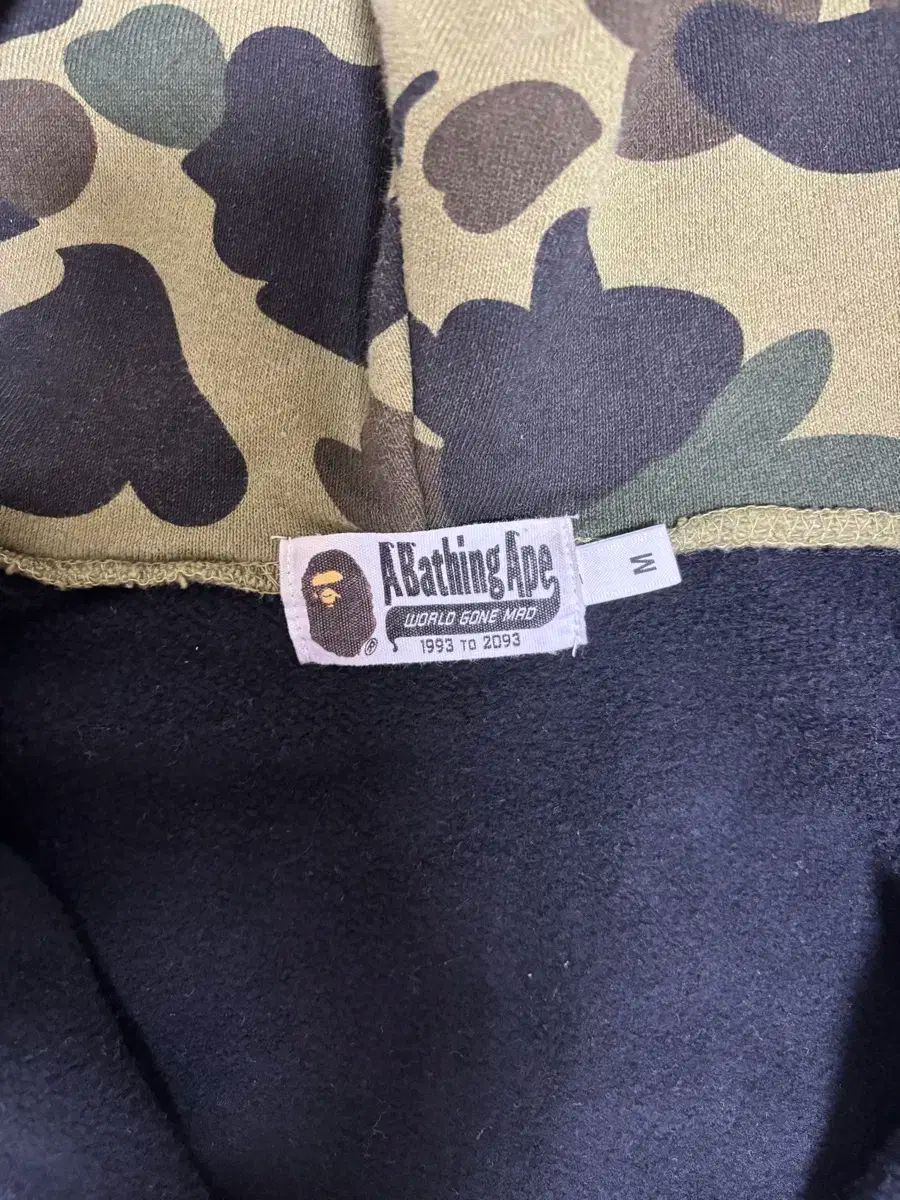 ABathingApe
WORLD GONE MAD
1993 TO 2093
®
M